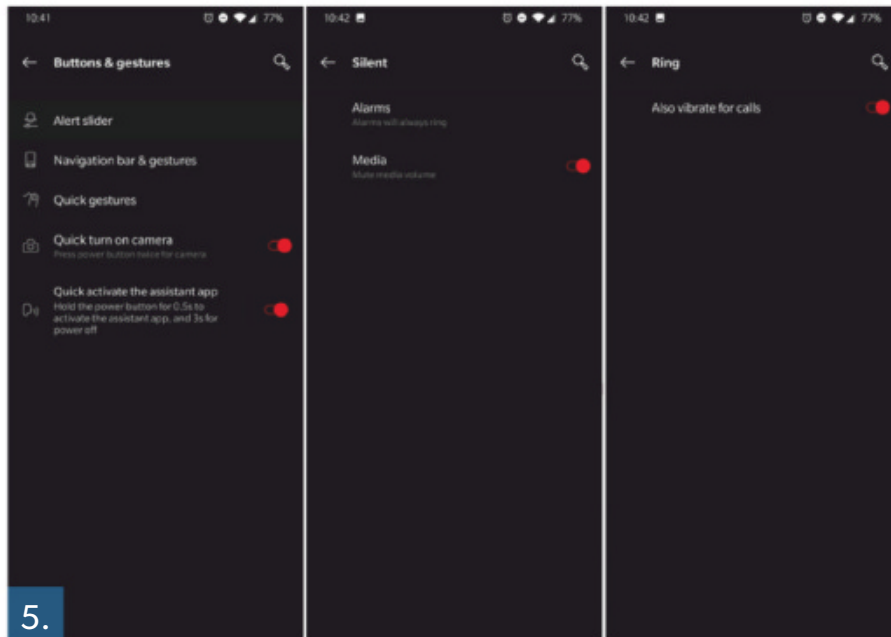 10:41
77%
Buttons & gestures
Alert slider
Navigation bar & gestures
Quick gestures
Quick turn on camera
Press power button twice for camera
Quick activate the assistant app
Hold the power button for 0.5s to
activate the assistant app, and 3s for
power off
5.
10:42
77%
Silent
Alarms
Alarms will always ring
Media
Mute media volume
10:42
77%
Ring
Also vibrate for calls